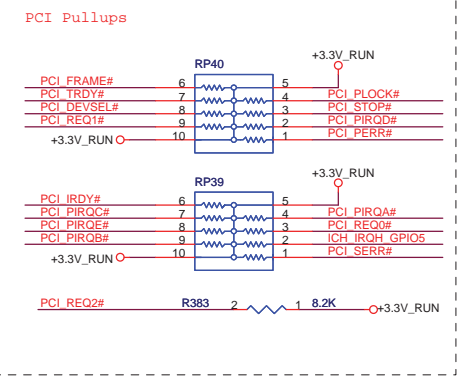 PCI Pullups
RP40
+3.3V_RUN
PCI_FRAME# 6 5
PCI_TRDY# 7 4 PCI_PLOCK#
PCI_DEVSEL# 8 3 PCI_STOP#
PCI_REQ1# 9 2 PCI_PIRQD#
+3.3V_RUN 10 1 PCI_PERR#
RP39
+3.3V_RUN
PCI_IRDY# 6 5
PCI_PIRQC# 7 4 PCI_PIRQA#
PCI_PIRQE# 8 3 PCI_REQ0#
PCI_PIRQB# 9 2 ICH_IRQH_GPIO5
+3.3V_RUN 10 1 PCI_SERR#
PCI_REQ2# R383 2 1 8.2K +3.3V_RUN